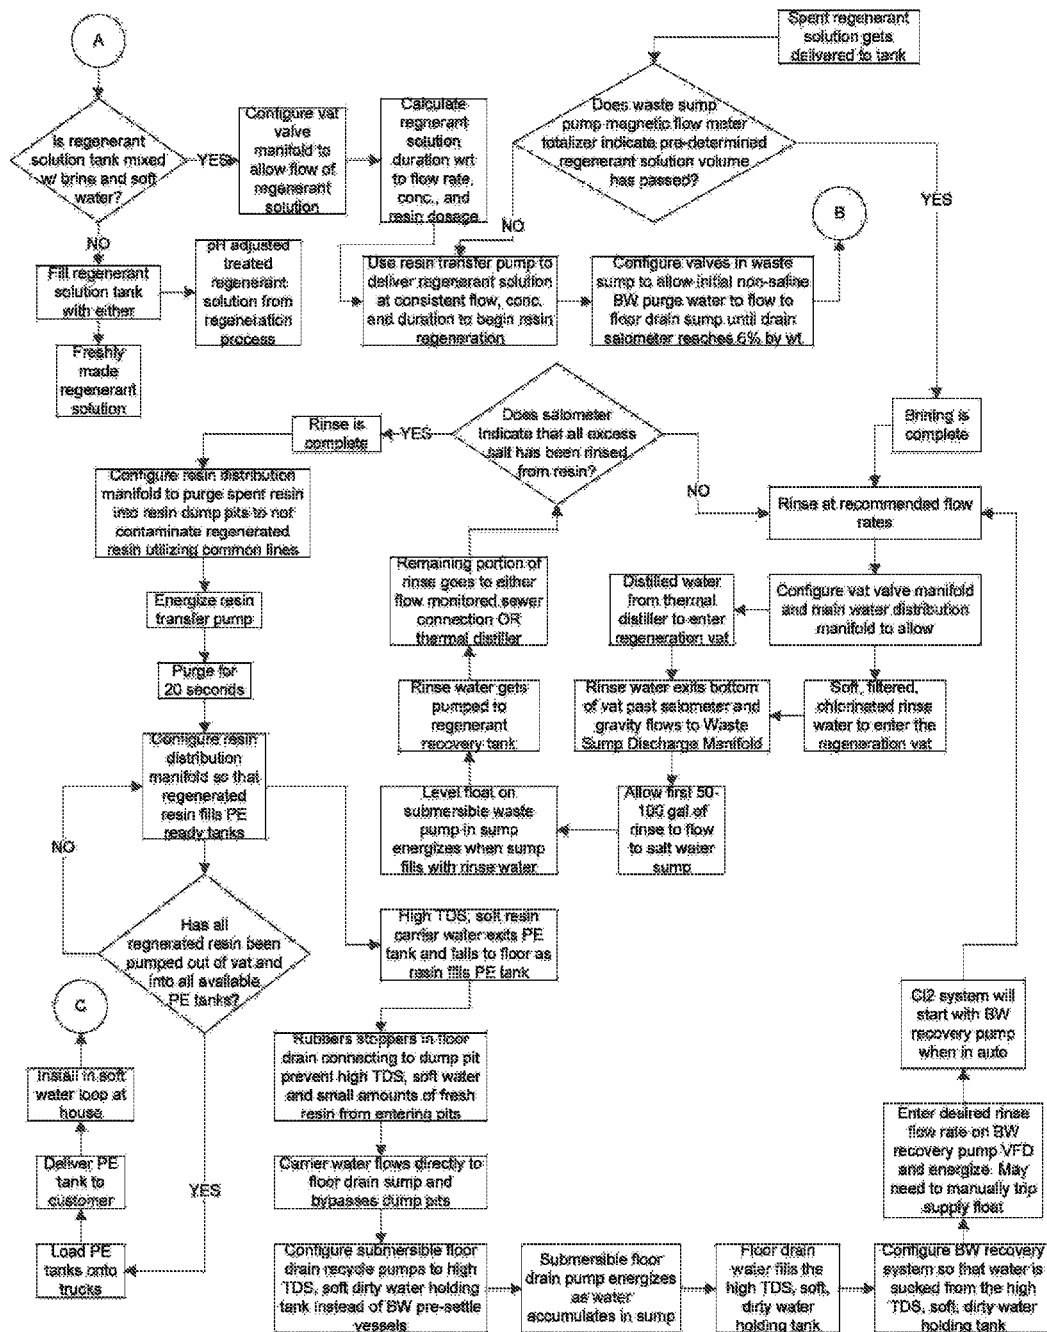 A
Is regenerant
solution tank mixed
w/ brine and soft
water?
YES
Configure vat
valve
manifold to
allow flow of
regenerant
solution
Calculate
regnerant
solution
duration wrt
to flow rate,
conc., and
resin dosage
NO
Fill regenerant
solution tank
with either
pH adjusted
treated
regenerant
solution from
regeneration
process
Freshly
made
regenerant
solution
Spent regenerant
solution gets
delivered to tank
Does waste sump
pump magnetic flow meter
totalizer indicate pre-determined
regenerant solution volume
has passed?
NO
YES
Use resin transfer pump to
deliver regenerant solution
at consistent flow, conc.
and duration to begin resin
regeneration
Configure valves in waste
sump to allow initial non-saline
BW purge water to flow to
floor drain sump until drain
salometer reaches 6% by wt.
B
Brining is
complete
Does salometer
indicate that all excess
salt has been rinsed
from resin?
YES
Rinse is
complete
NO
Rinse at recommended flow
rates
Configure resin distribution
manifold to purge spent resin
into resin dump pits to not
contaminate regenerated
resin utilizing common lines
Energize resin
transfer pump
Purge for
20 seconds
Configure resin
distribution
manifold so that
regenerated
resin fills PE
ready tanks
Remaining portion of
rinse goes to either
flow monitored sewer
connection OR
thermal distiller
Distilled water
from thermal
distiller to enter
regeneration vat
Configure vat valve manifold
and main water distribution
manifold to allow
Rinse water gets
pumped to
regenerant
recovery tank
Rinse water exits bottom
of vat past salometer and
gravity flows to Waste
Sump Discharge Manifold
Soft, filtered,
chlorinated rinse
water to enter the
regeneration vat
Level float on
submersible waste
pump in sump
energizes when sump
fills with rinse water
Allow first 50-
100 gal of
rinse to flow
to salt water
sump
NO
Has all
regnerated resin been
pumped out of vat and
into all available
PE tanks?
High TDS, soft resin
carrier water exits PE
tank and falls to floor as
resin fills PE tank
C
Install in soft
water loop at
house
Deliver PE
tank to
customer
YES
Load PE
tanks onto
trucks
Rubbers stoppers in floor
drain connecting to dump pit
prevent high TDS, soft water
and small amounts of fresh
resin from entering pits
Carrier water flows directly to
floor drain sump and
bypasses dump pits
Configure submersible floor
drain recycle pumps to high
TDS, soft dirty water holding
tank instead of BW pre-settle
vessels
Submersible floor
drain pump energizes
as water
accumulates in sump
Floor drain
water fills the
high TDS, soft,
dirty water
holding tank
Configure BW recovery
system so that water is
sucked from the high
TDS, soft, dirty water
holding tank
Enter desired rinse
flow rate on BW
recovery pump VFD
and energize. May
need to manually trip
supply float
Cl2 system will
start with BW
recovery pump
when in auto